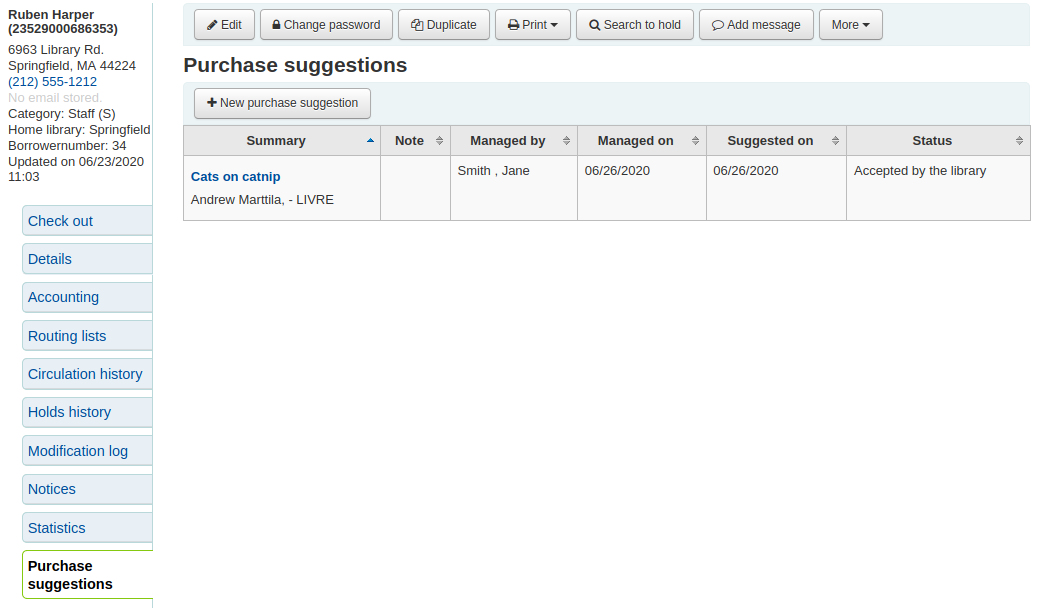 Ruben Harper
(23529000686353)
6963 Library Rd.
Springfield, MA 44224
(212) 555-1212
No email stored.
Category: Staff (S)
Home library: Springfield
Borrowernumber: 34
Updated on 06/23/2020
11:03
Check out
Details
Accounting
Routing lists
Circulation history
Holds history
Modification log
Notices
Statistics
Purchase
suggestions
Edit Change password Duplicate Print Search to hold Add message More
Purchase suggestions
New purchase suggestion
Summary Note Managed by Managed on Suggested on Status
Cats on catnip Smith , Jane 06/26/2020 06/26/2020 Accepted by the library
Andrew Marttila, - LIVRE